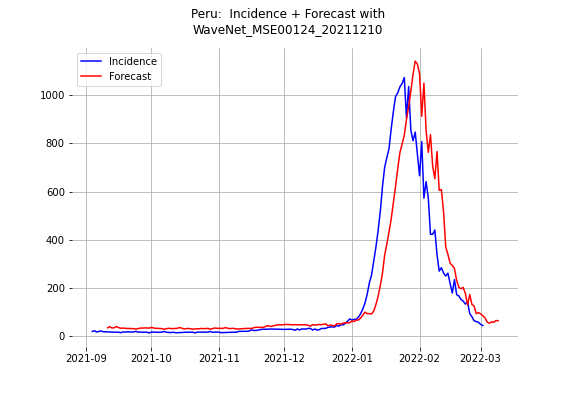 Peru:  Incidence + Forecast with
WaveNet_MSE00124_20211210
Incidence
Forecast
1000
800
600
400
200
0
2021-09 2021-10 2021-11 2021-12 2022-01 2022-02 2022-03